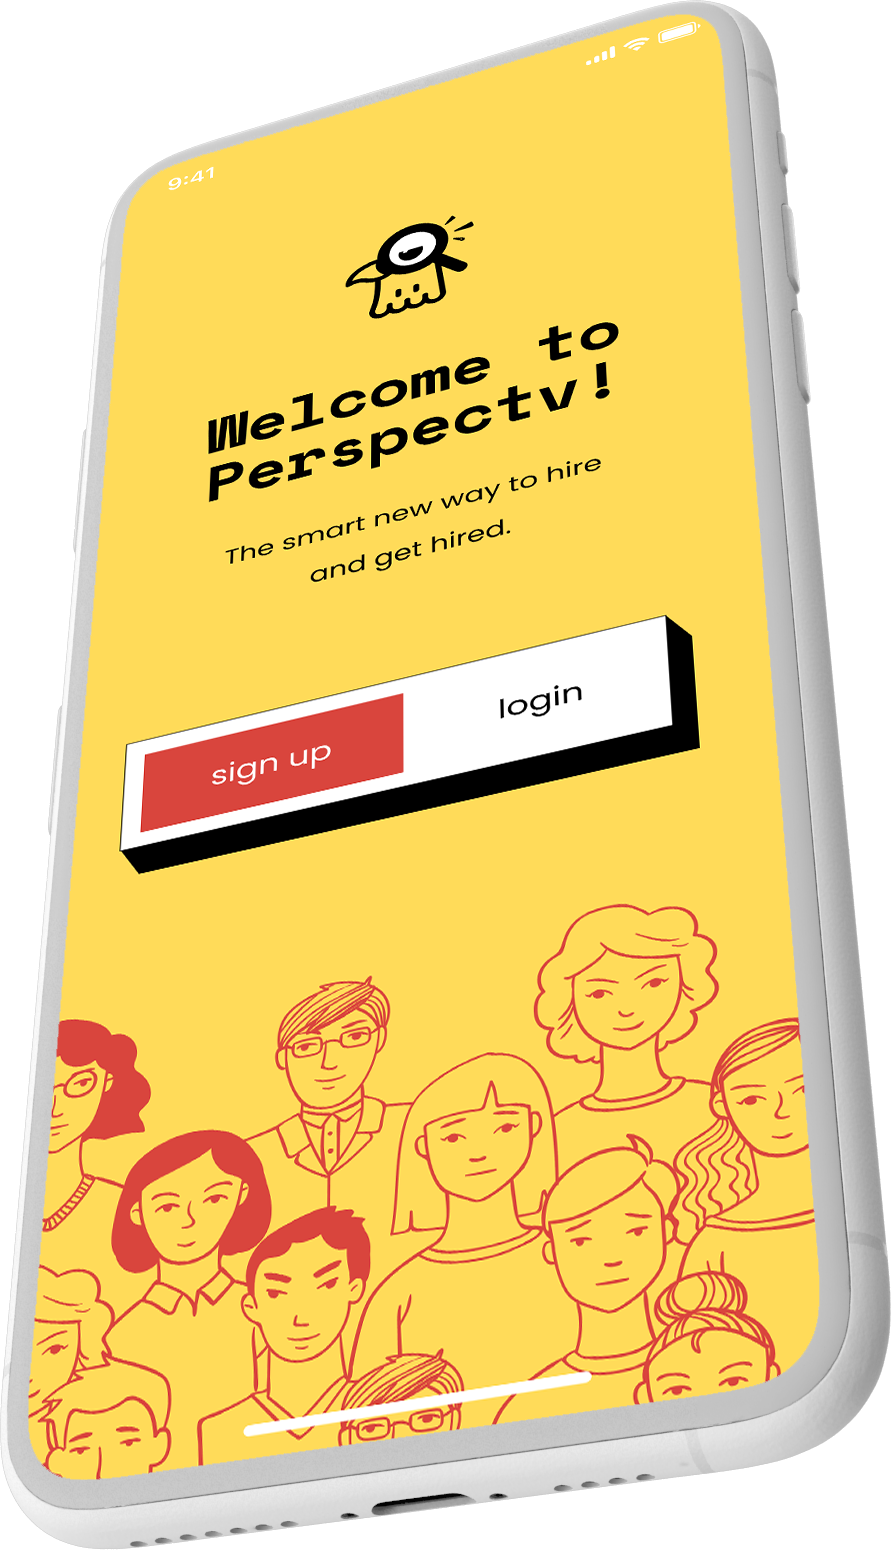 9:41
Welcome to
Perspectv!
The smart new way to hire
and get hired.
sign up
login